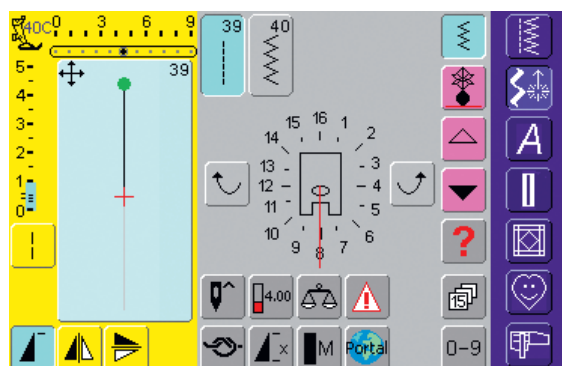 40C 0 3 6 9
39 40
39
5-
4-
3-
2-
1-
0
16
15 1
14 2
13 - - 3
12 - - 4
11 - - 5
10 6
9 7
8
?
A
4.00
!
15
x
M
Portal
0-9